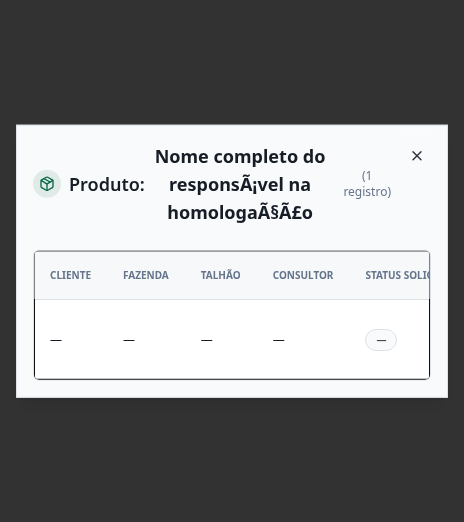 Produto:
Nome completo do
responsÃ¡vel na
homologaÃ§Ã£o
(1
registro)
CLIENTE FAZENDA TALHÃO CONSULTOR STATUS SOLIC
— — — — —